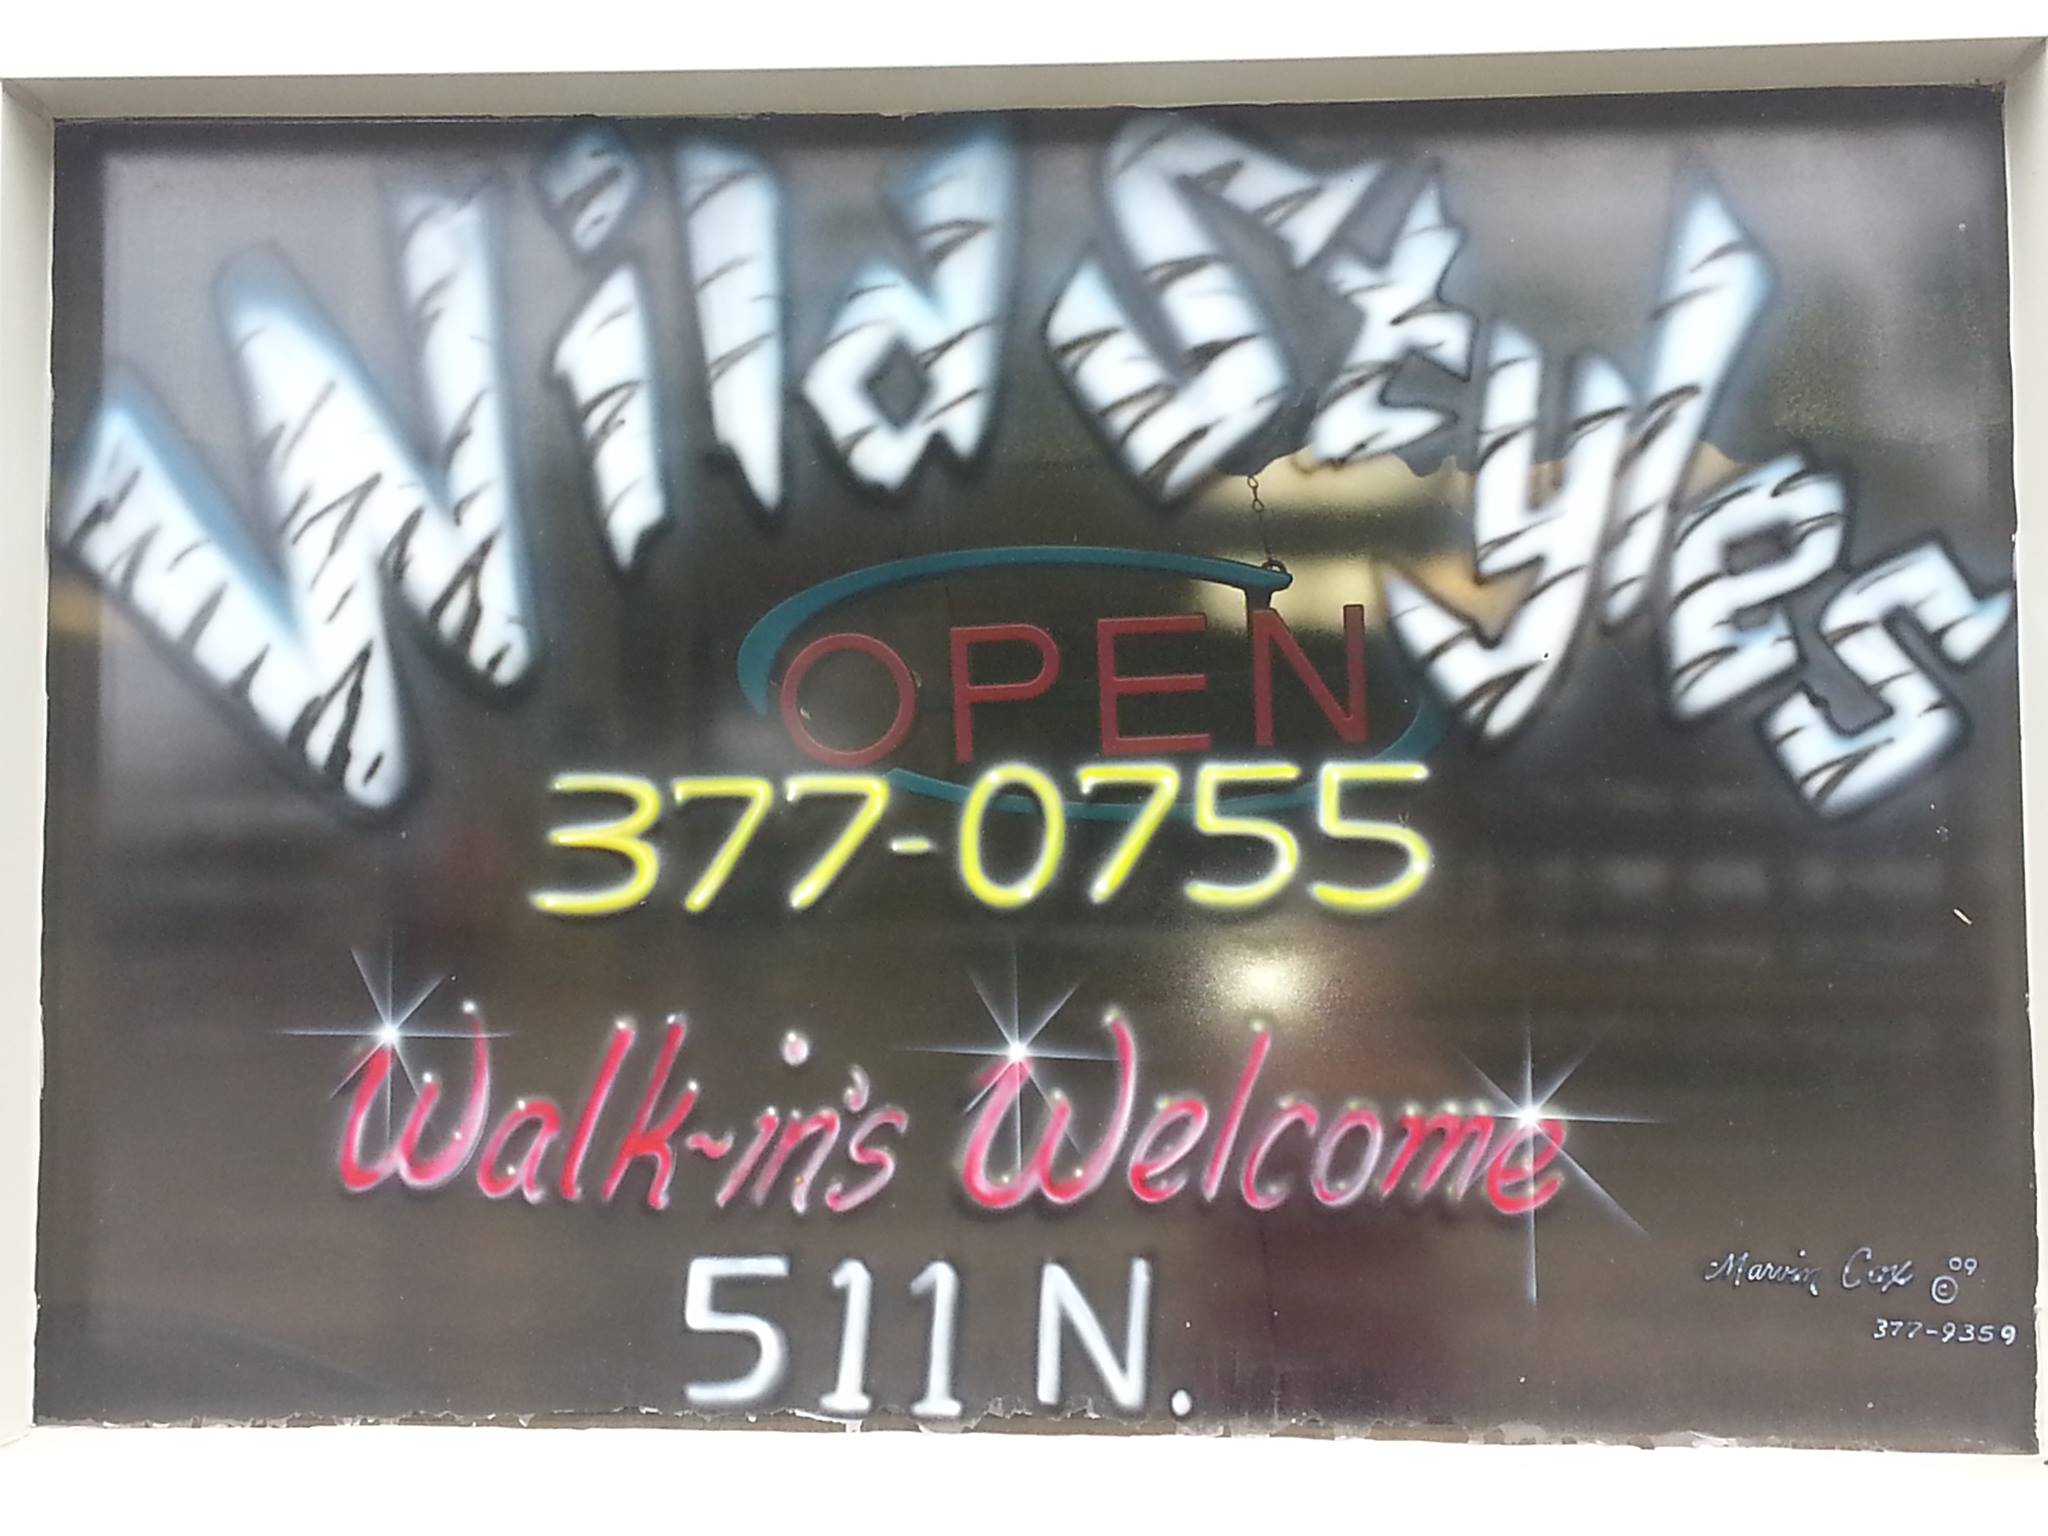 Wild Styles
OPEN
377-0755
Walk-in's Welcome
511 N.
Marvin Cox © 09
377-9359